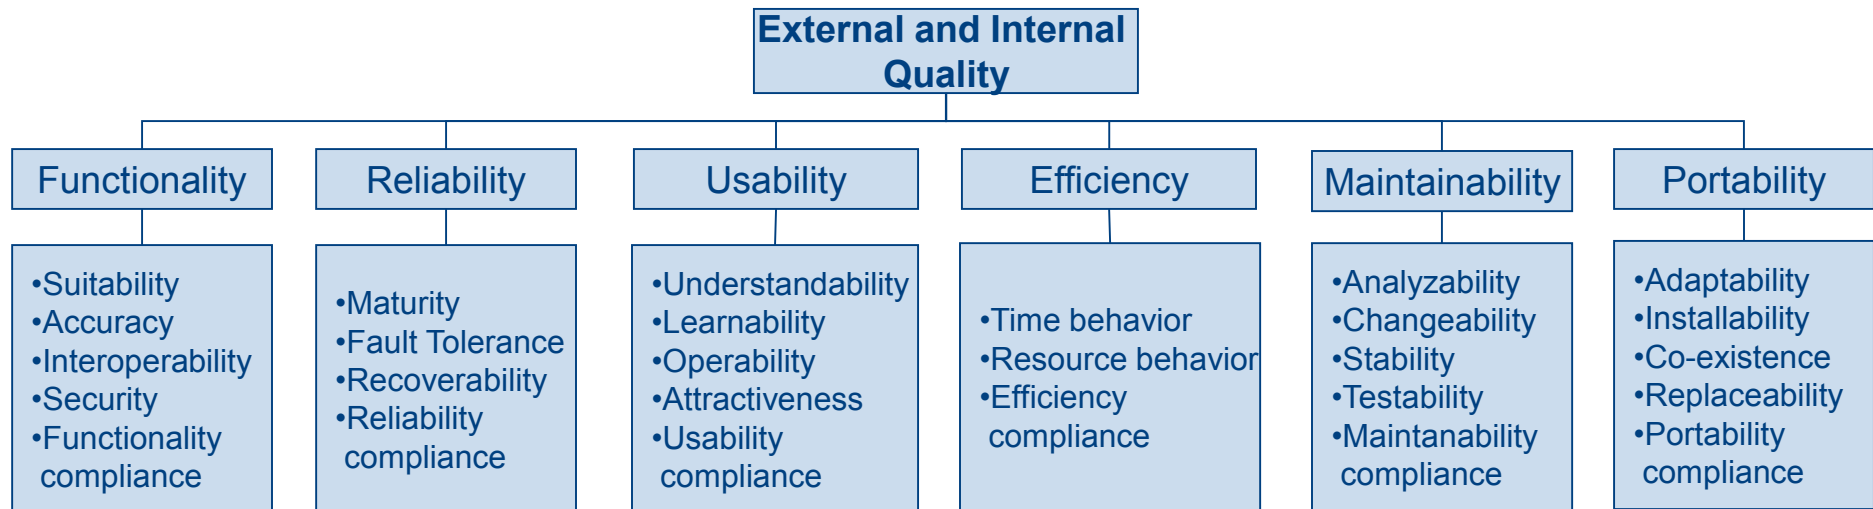 External and Internal
Quality
Functionality
Reliability
Usability
Efficiency
Maintainability
Portability
•Suitability
•Accuracy
•Interoperability
•Security
•Functionality
compliance
•Maturity
•Fault Tolerance
•Recoverability
•Reliability
compliance
•Understandability
•Learnability
•Operability
•Attractiveness
•Usability
compliance
•Time behavior
•Resource behavior
•Efficiency
compliance
•Analyzability
•Changeability
•Stability
•Testability
•Maintanability
compliance
•Adaptability
•Installability
•Co-existence
•Replaceability
•Portability
compliance